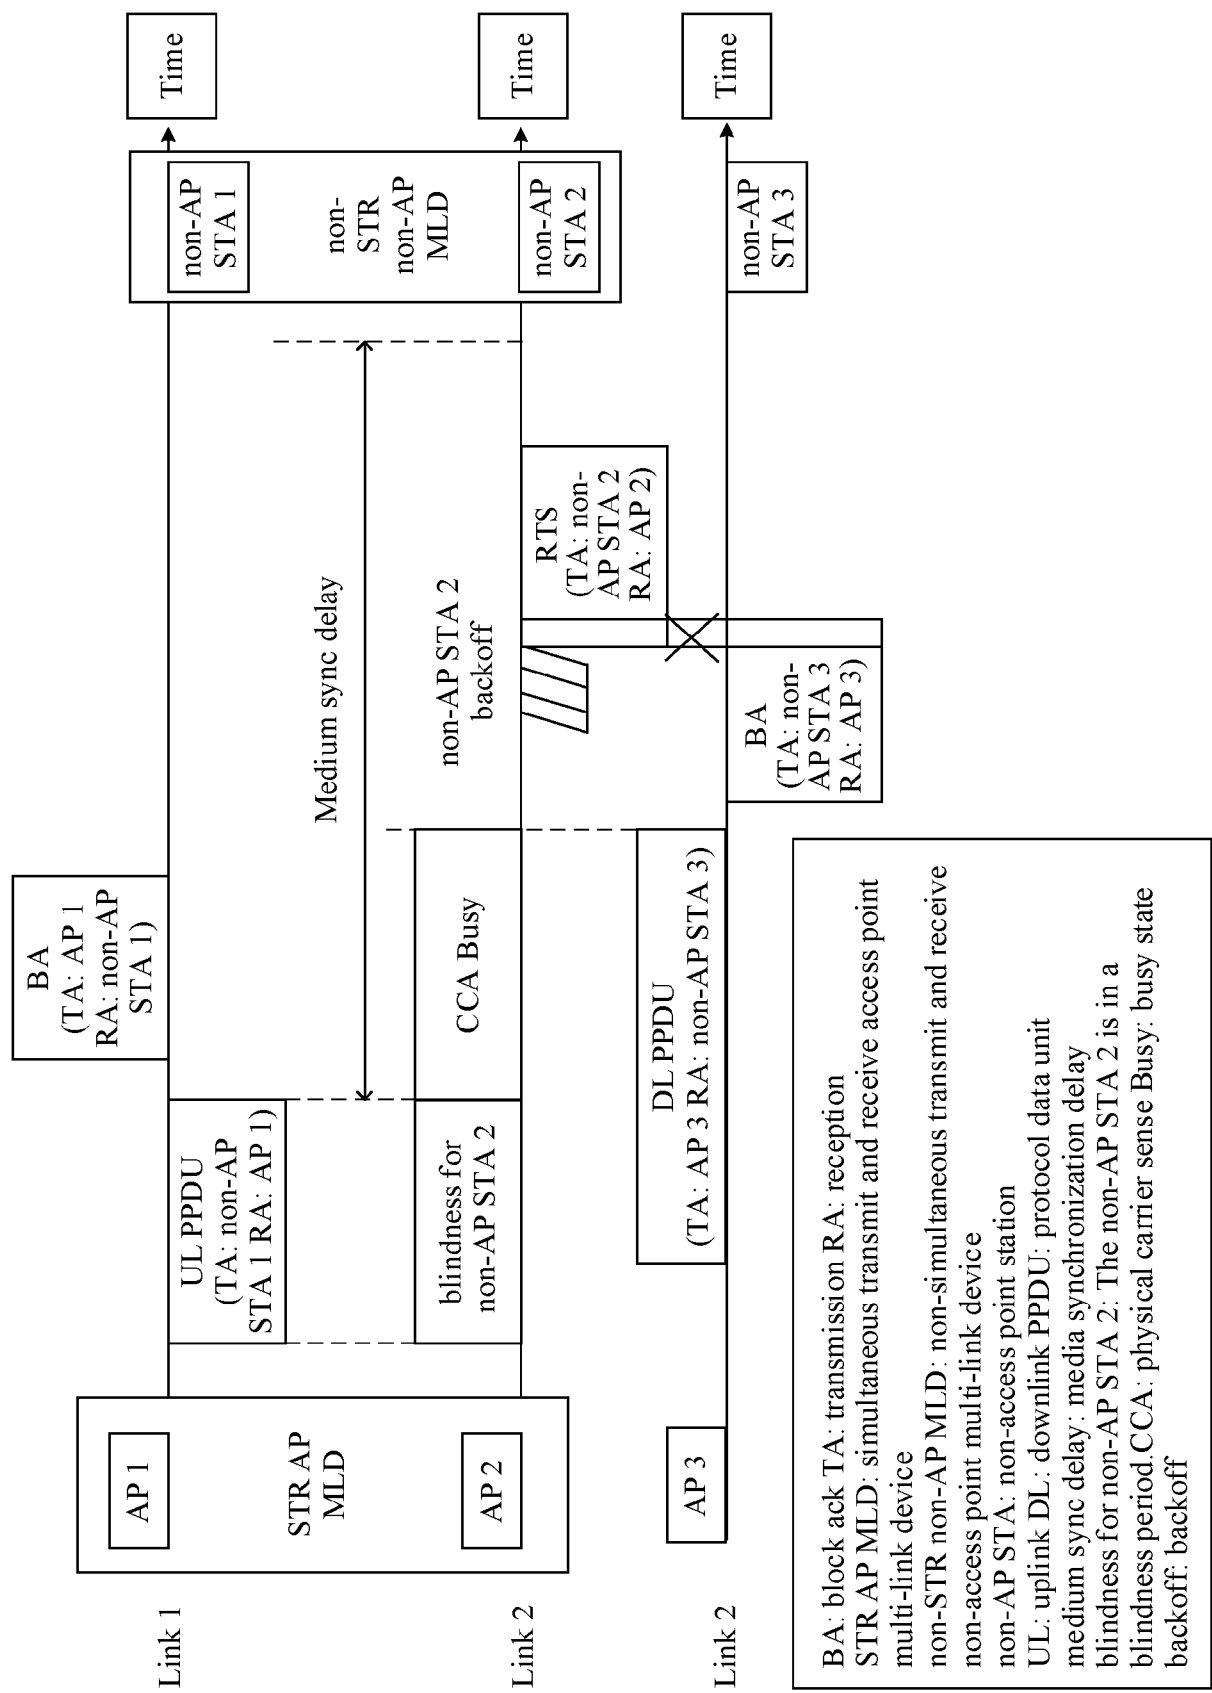 BA
(TA: AP 1
RA: non-AP
STA 1)
Link 1
AP 1
UL PPDU
(TA: non-AP
STA 1 RA: AP 1)
non-AP
STA 1
Time
STR AP
MLD
Medium sync delay
non-
STR
non-AP
MLD
Link 2
AP 2
blindness for
non-AP STA 2
CCA Busy
non-AP STA 2
backoff
non-AP
STA 2
Time
RTS
(TA: non-
AP STA 2
RA: AP 2)
Link 2
AP 3
DL PPDU
(TA: AP 3 RA: non-AP STA 3)
non-AP
STA 3
Time
BA
(TA: non-
AP STA 3
RA: AP 3)
BA: block ack TA: transmission RA: reception
STR AP MLD: simultaneous transmit and receive access point
multi-link device
non-STR non-AP MLD: non-simultaneous transmit and receive
non-access point multi-link device
non-AP STA: non-access point station
UL: uplink DL: downlink PPDU: protocol data unit
medium sync delay: media synchronization delay
blindness for non-AP STA 2: The non-AP STA 2 is in a
blindness period.CCA: physical carrier sense Busy: busy state
backoff: backoff